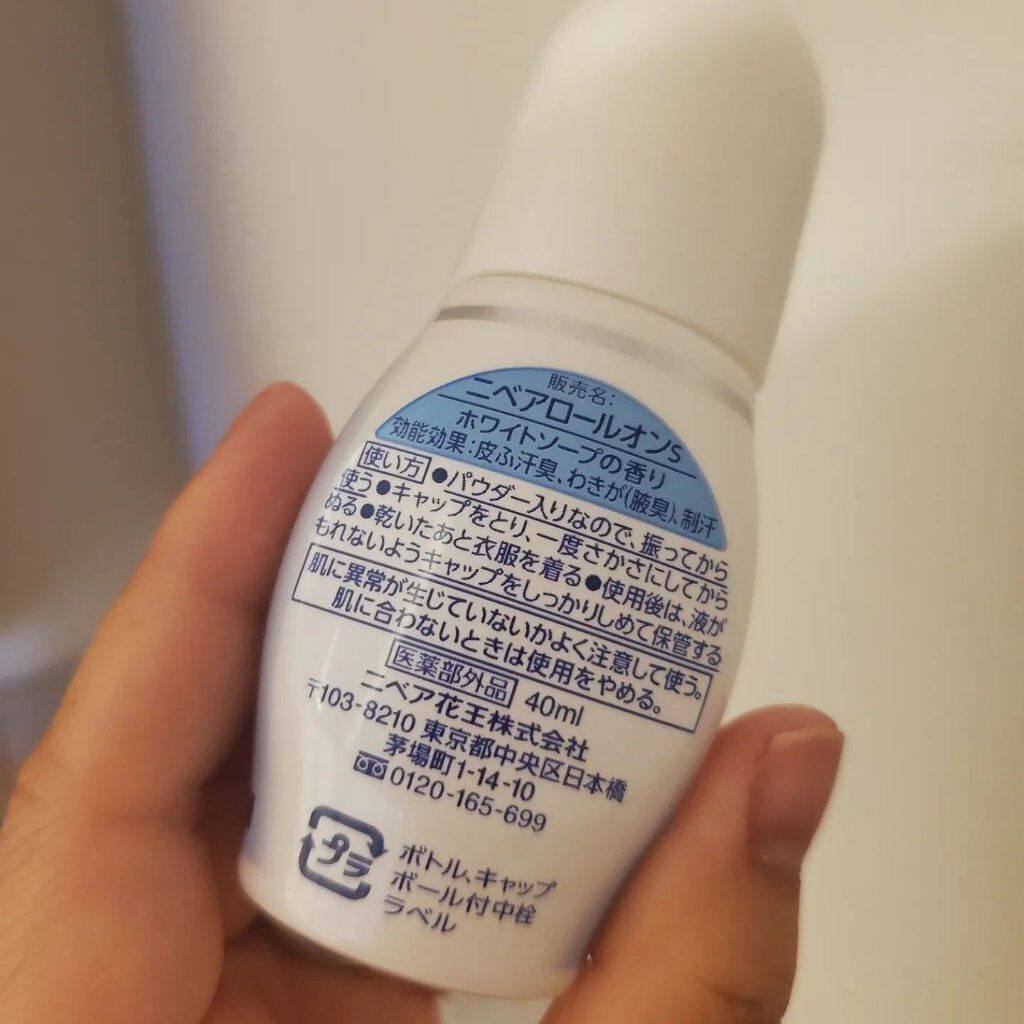 販売名:
ニベアロールオンS
ホワイトソープの香り
効能効果:皮ふ汗臭、わきが(腋臭)、制汗
使い方 ●パウダー入りなので、振ってから
使う●キャップをとり、一度さかさにしてから
ぬる●乾いたあと衣服を着る●使用後は、液が
もれないようキャップをしっかりしめて保管する
肌に異常が生じていないかよく注意して使う。
肌に合わないときは使用をやめる。
医薬部外品 40ml
ニベア花王株式会社
〒103-8210 東京都中央区日本橋
茅場町1-14-10
0120-165-699
プラ
ボトル、キャップ
ボール付中栓
ラベル